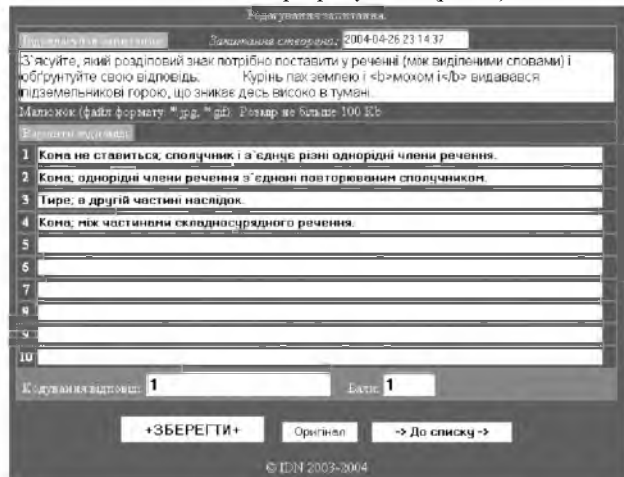 Редагування запитання
Запитання створено: 2004-04-26 23:14:37
З`ясуйте, який розділовий знак потрібно поставити у реченні (між виділеними словами) і
обґрунтуйте свою відповідь. Курінь пах землею і <b>мохом і</b> видавався
підземельникові горою, що зникає десь високо в тумані.
Малюнок (файл формату *.jpg, *.gif). Розмір не більше 100 Kb
Варіанти відповіді
1 Кома не ставиться, сполучник і з`єднує різні однорідні члени речення.
2 Кома; однорідні члени речення з`єднані повторюваним сполучником.
3 Тире; в другій частині наслідок.
4 Кома; між частинами складносурядного речення.
5
6
7
8
9
10
Кодування відповіді: 1 Бали: 1
+ЗБЕРЕГТИ+ Оригінал -> До списку ->
© IDN 2003-2004